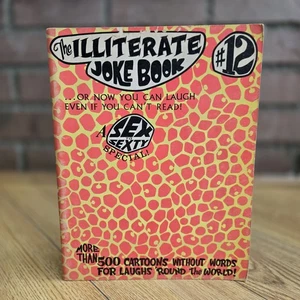 The ILLITERATE
JOKE BOOK
#12
...OR NOW YOU CAN LAUGH
EVEN IF YOU CAN'T READ!
A SEX to SEXTY
SPECIAL!
MORE
THAN 500 CARTOONS WITHOUT WORDS
FOR LAUGHS 'ROUND THE WORLD!